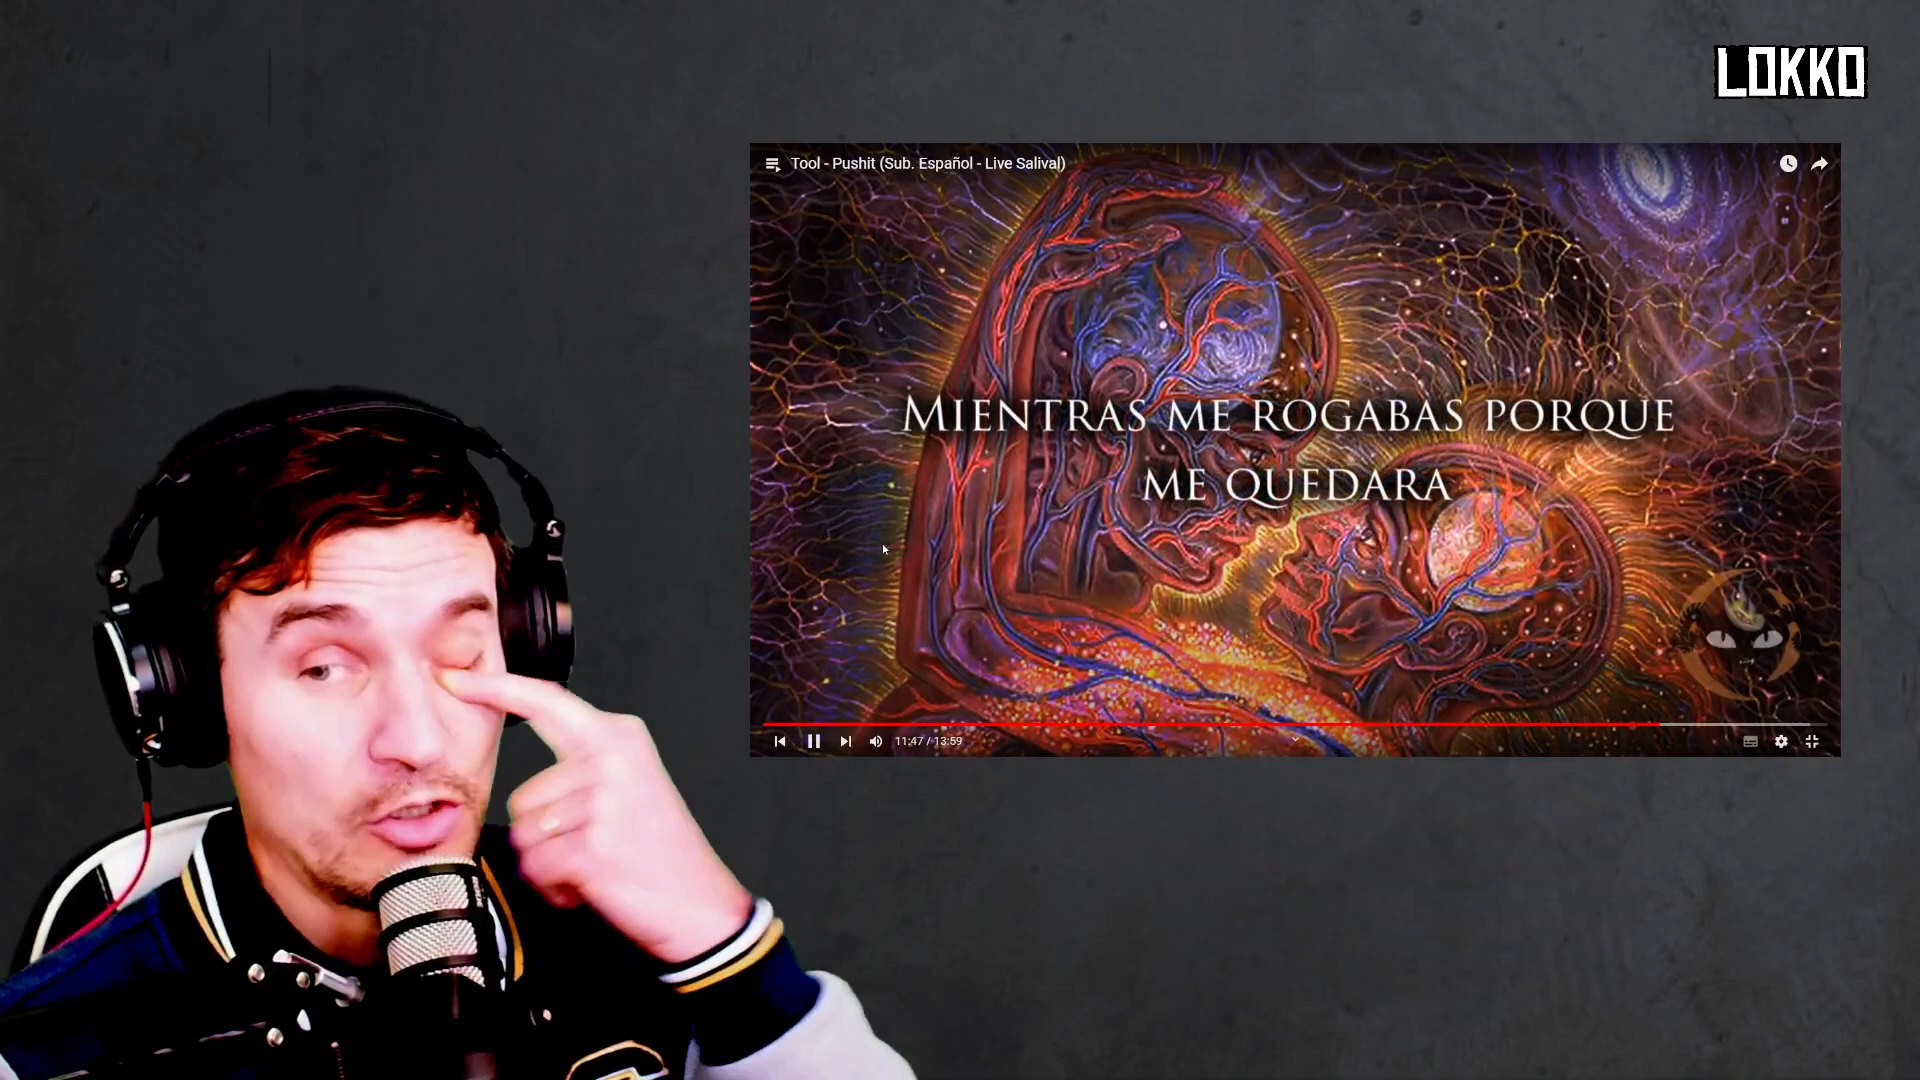 LOKKO
Tool - Pushit (Sub. Español - Live Salival)
MIENTRAS ME ROGABAS PORQUE
ME QUEDARA
11:47 / 13:59